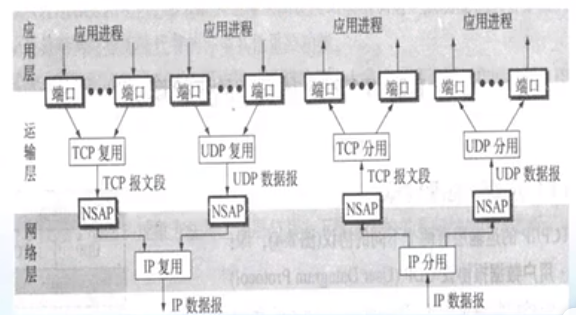 应用层
应用进程 应用进程 应用进程 应用进程
端口 ••• 端口 端口 ••• 端口 端口 ••• 端口 端口 ••• 端口
运输层
TCP 复用 UDP 复用 TCP 分用 UDP 分用
TCP 报文段 UDP 数据报 TCP 报文段 UDP 数据报
NSAP NSAP NSAP NSAP
网络层
IP 复用 IP 分用
IP 数据报 IP 数据报